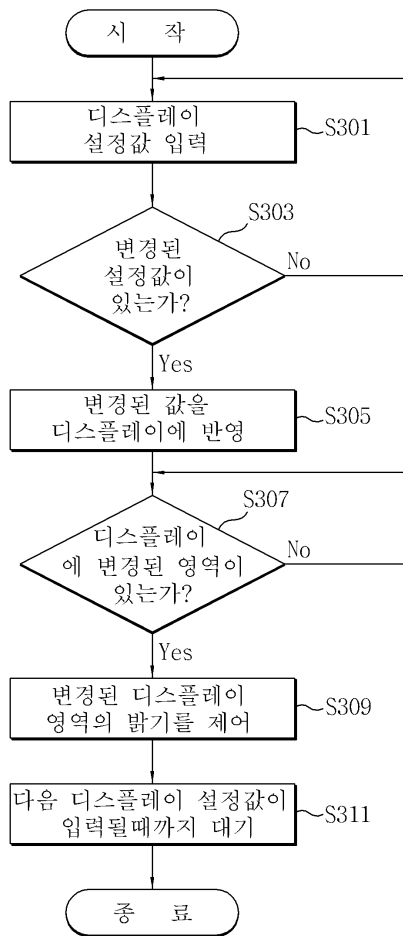 시 작
디스플레이
설정값 입력
S301
S303
변경된
설정값이
있는가?
No
Yes
변경된 값을
디스플레이에 반영
S305
S307
디스플레이
에 변경된 영역이
있는가?
No
Yes
변경된 디스플레이
영역의 밝기를 제어
S309
다음 디스플레이 설정값이
입력될때까지 대기
S311
종 료